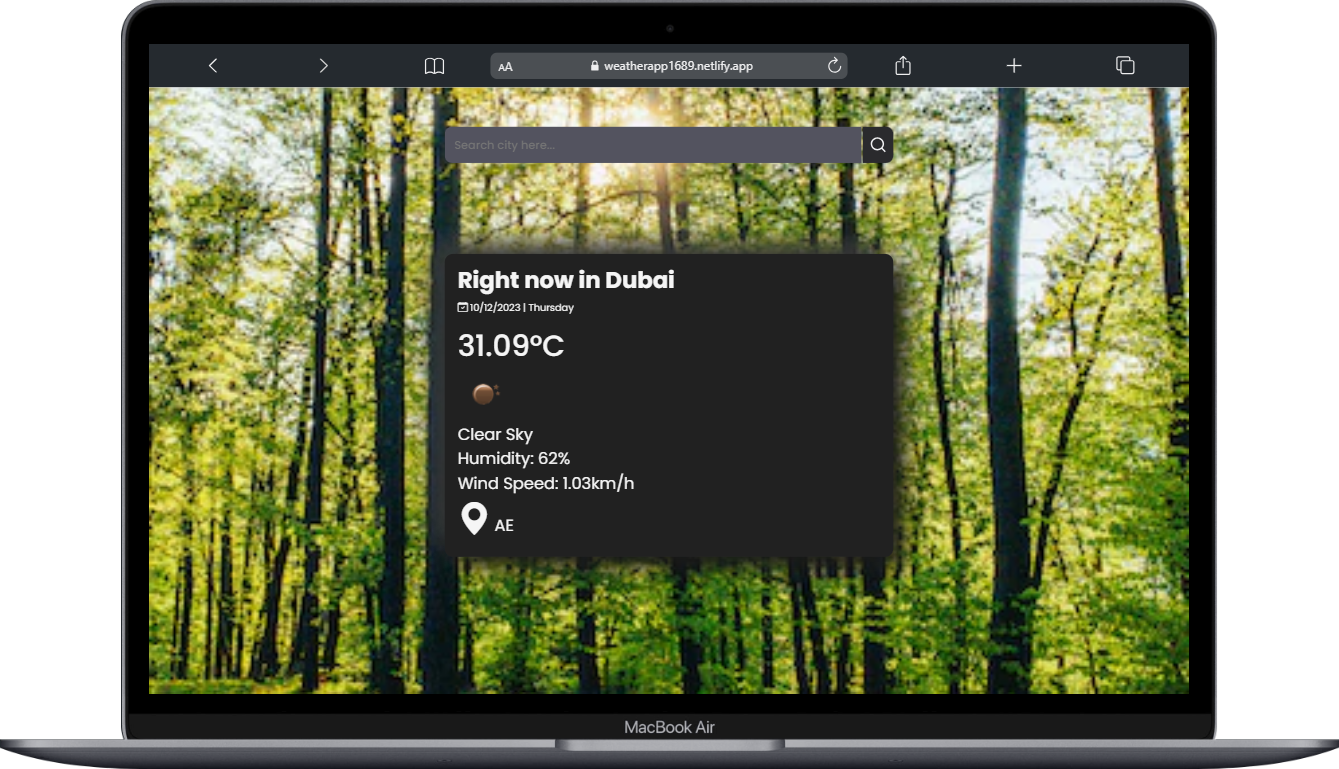 AA weatherapp1689.netlify.app
Search city here...
Right now in Dubai
10/12/2023 | Thursday
31.09°C
Clear Sky
Humidity: 62%
Wind Speed: 1.03km/h
AE
MacBook Air